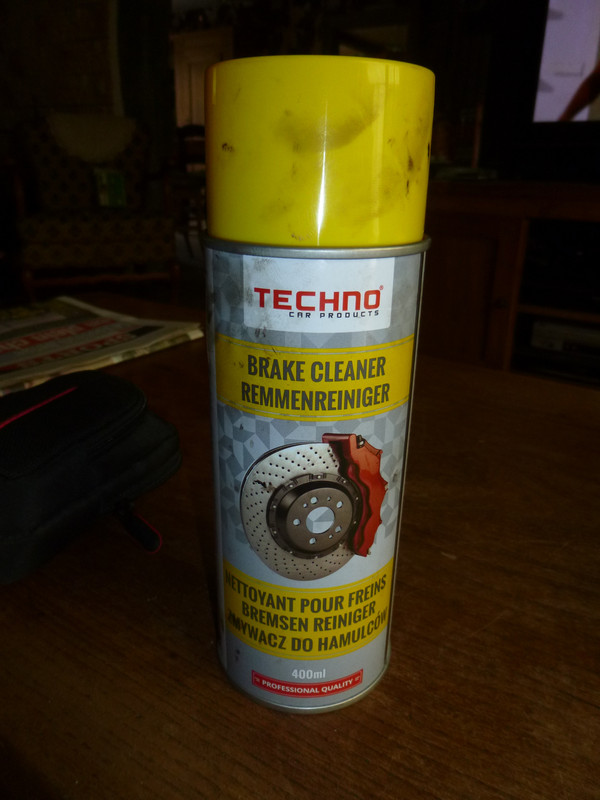 TECHNO®
CAR PRODUCTS
BRAKE CLEANER
REMMENREINIGER
NETTOYANT POUR FREINS
BREMSEN REINIGER
ZMYWACZ DO HAMULCÓW
400ml
PROFESSIONAL QUALITY